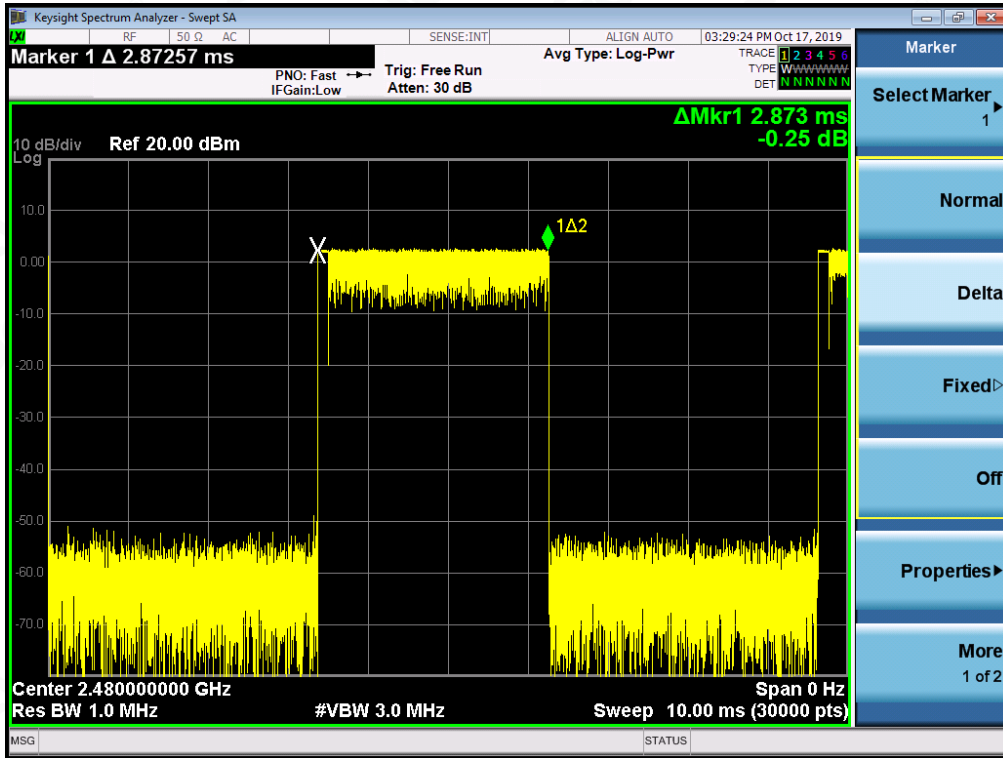 Keysight Spectrum Analyzer - Swept SA
LXI RF 50 Ω AC SENSE:INT ALIGN AUTO 03:29:24 PM Oct 17, 2019
Marker 1 Δ 2.87257 ms
PNO: Fast
IFGain:Low
Trig: Free Run
Atten: 30 dB
Avg Type: Log-Pwr
TRACE 1 2 3 4 5 6
TYPE WWWWWW
DET N N N N N N
ΔMkr1 2.873 ms
-0.25 dB
10 dB/div Ref 20.00 dBm
Log
10.0
0.00
-10.0
-20.0
-30.0
-40.0
-50.0
-60.0
-70.0
X
1Δ2
Center 2.480000000 GHz Span 0 Hz
Res BW 1.0 MHz #VBW 3.0 MHz Sweep 10.00 ms (30000 pts)
MSG STATUS
Marker
Select Marker
1
Normal
Delta
Fixed
Off
Properties
More
1 of 2